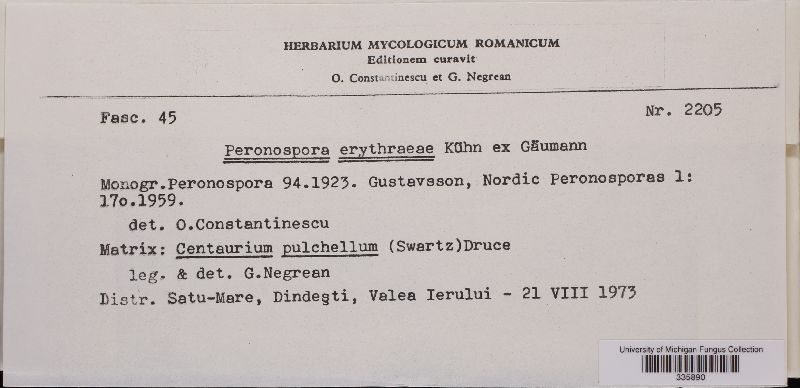 HERBARIUM MYCOLOGICUM ROMANICUM
Editionem curavit
O. Constantinescu et G. Negrean
Fasc. 45
Nr. 2205
Peronospora erythraeae Kühn ex Gäumann
Monogr.Peronospora 94.1923. Gustavsson, Nordic Peronosporas 1:
17o.1959.
det. O.Constantinescu
Matrix: Centaurium pulchellum (Swartz)Druce
leg. & det. G.Negrean
Distr. Satu-Mare, Dindeşti, Valea Ierului - 21 VIII 1973
University of Michigan Fungus Collection
335890